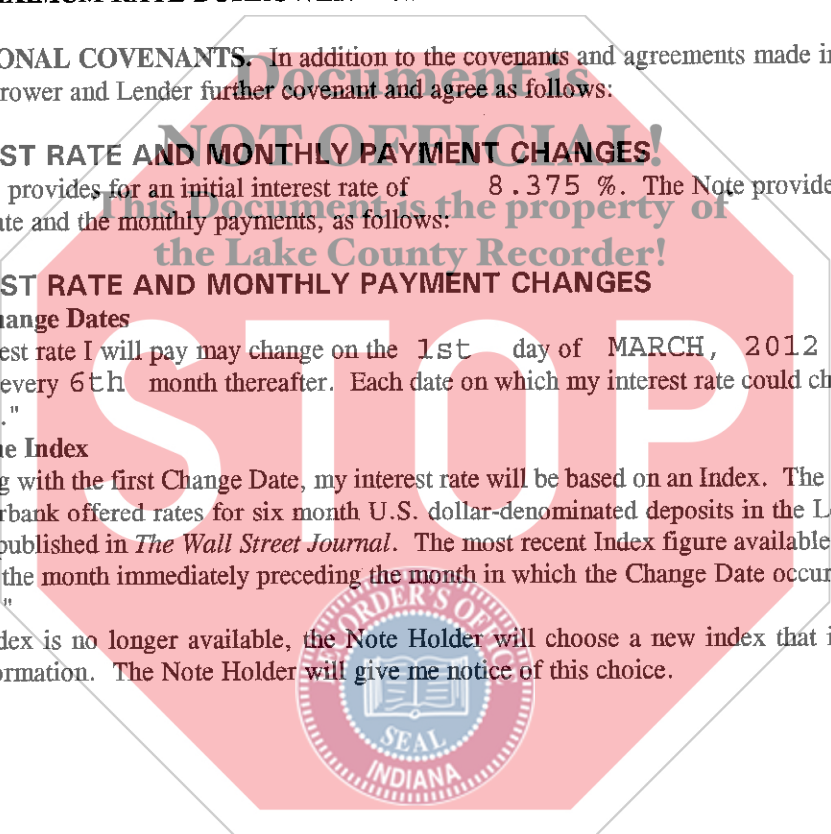 ONAL COVENANTS. In addition to the covenants and agreements made in
rower and Lender further covenant and agree as follows:
Document is
NOT OFFICIAL!
This Document is the property of
the Lake County Recorder!
ST RATE AND MONTHLY PAYMENT CHANGES
provides for an initial interest rate of 8.375 %. The Note provide
ate and the monthly payments, as follows:
ST RATE AND MONTHLY PAYMENT CHANGES
hange Dates
est rate I will pay may change on the 1st day of MARCH, 2012
every 6th month thereafter. Each date on which my interest rate could ch
."
he Index
g with the first Change Date, my interest rate will be based on an Index. The
rbank offered rates for six month U.S. dollar-denominated deposits in the L
published in The Wall Street Journal. The most recent Index figure available
the month immediately preceding the month in which the Change Date occur
"
dex is no longer available, the Note Holder will choose a new index that i
ormation. The Note Holder will give me notice of this choice.
STOP
RECORDER'S OFFIC
SEAL
INDIANA